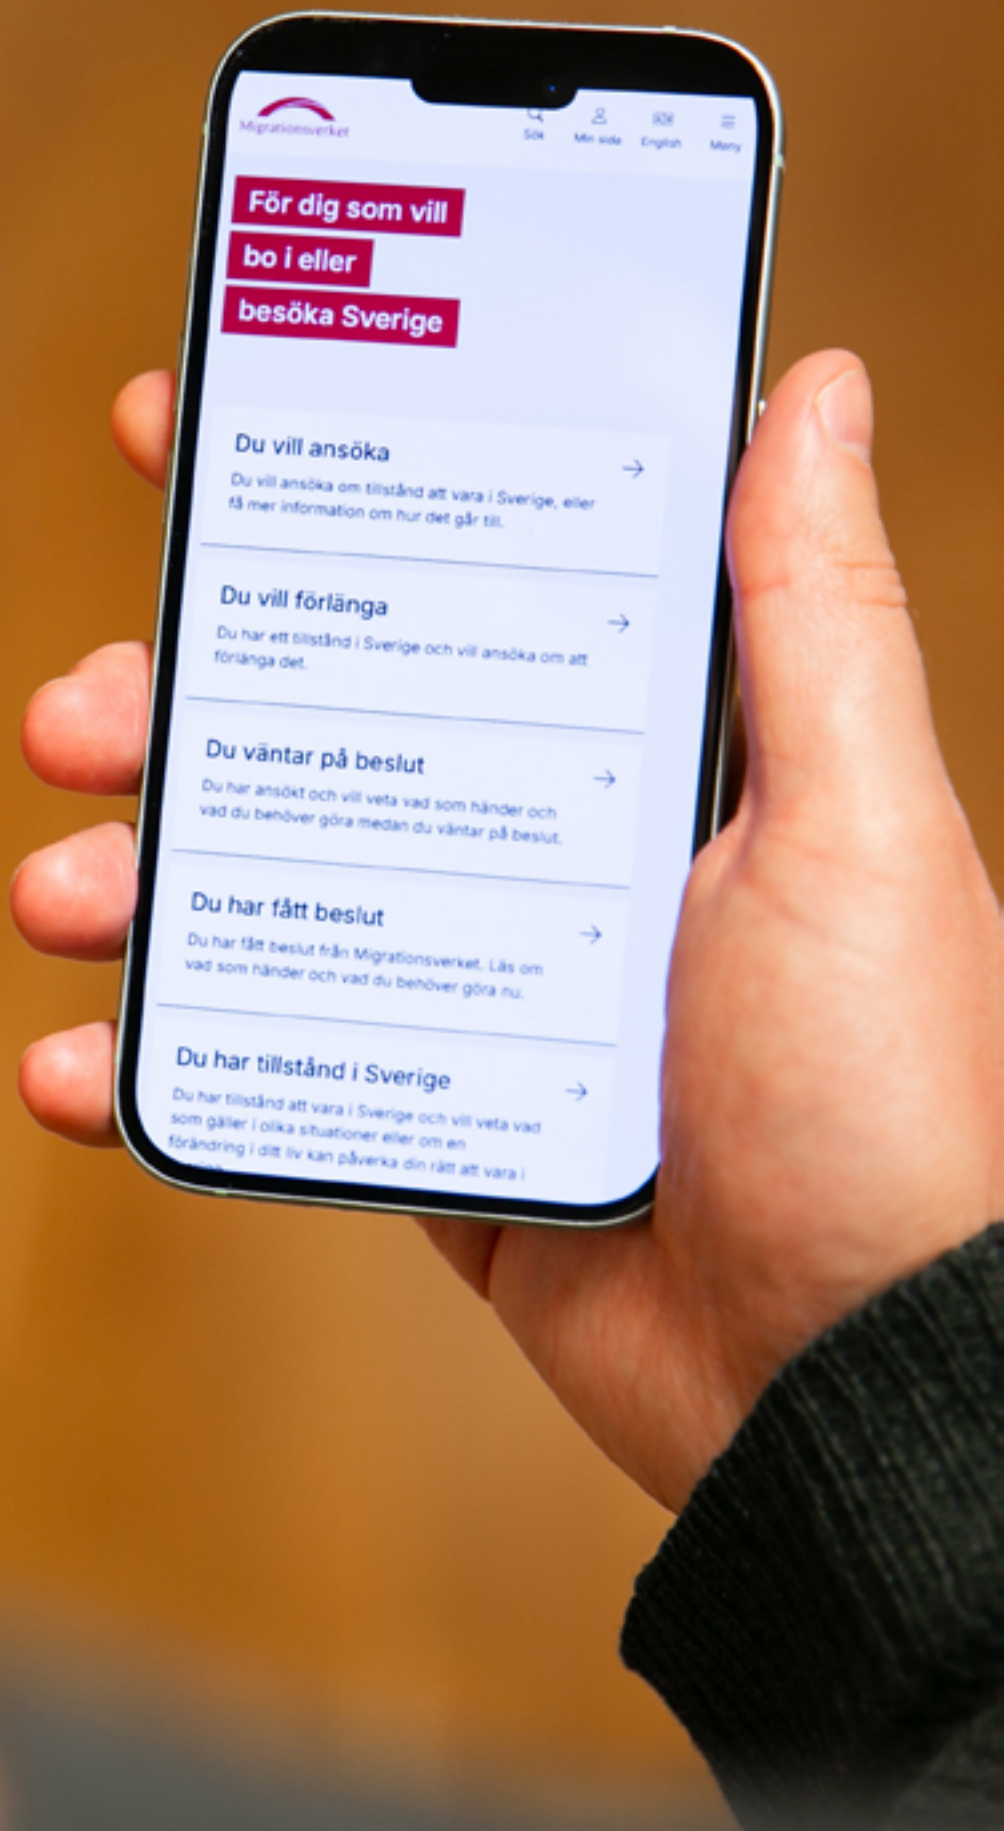 Migrationsverket
Sök Min sida English Meny
För dig som vill
bo i eller
besöka Sverige
Du vill ansöka
Du vill ansöka om tillstånd att vara i Sverige, eller
få mer information om hur det går till.
Du vill förlänga
Du har ett tillstånd i Sverige och vill ansöka om att
förlänga det.
Du väntar på beslut
Du har ansökt och vill veta vad som händer och
vad du behöver göra medan du väntar på beslut.
Du har fått beslut
Du har fått beslut från Migrationsverket. Läs om
vad som händer och vad du behöver göra nu.
Du har tillstånd i Sverige
Du har tillstånd att vara i Sverige och vill veta vad
som gäller i olika situationer eller om en
förändring i ditt liv kan påverka din rätt att vara i